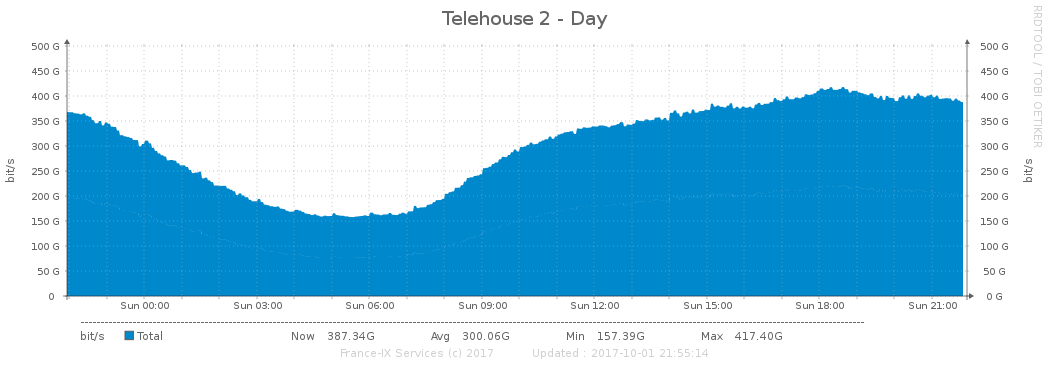 Telehouse 2 - Day
RRDTOOL / TOBI OETIKER
500 G 500 G
450 G 450 G
400 G 400 G
350 G 350 G
300 G 300 G
250 G 250 G
200 G 200 G
150 G 150 G
100 G 100 G
50 G 50 G
0 0 G
bit/s bit/s
Sun 00:00 Sun 03:00 Sun 06:00 Sun 09:00 Sun 12:00 Sun 15:00 Sun 18:00 Sun 21:00
bit/s Total Now 387.34G Avg 300.06G Min 157.39G Max 417.40G
France-IX Services (c) 2017 Updated : 2017-10-01 21:55:14